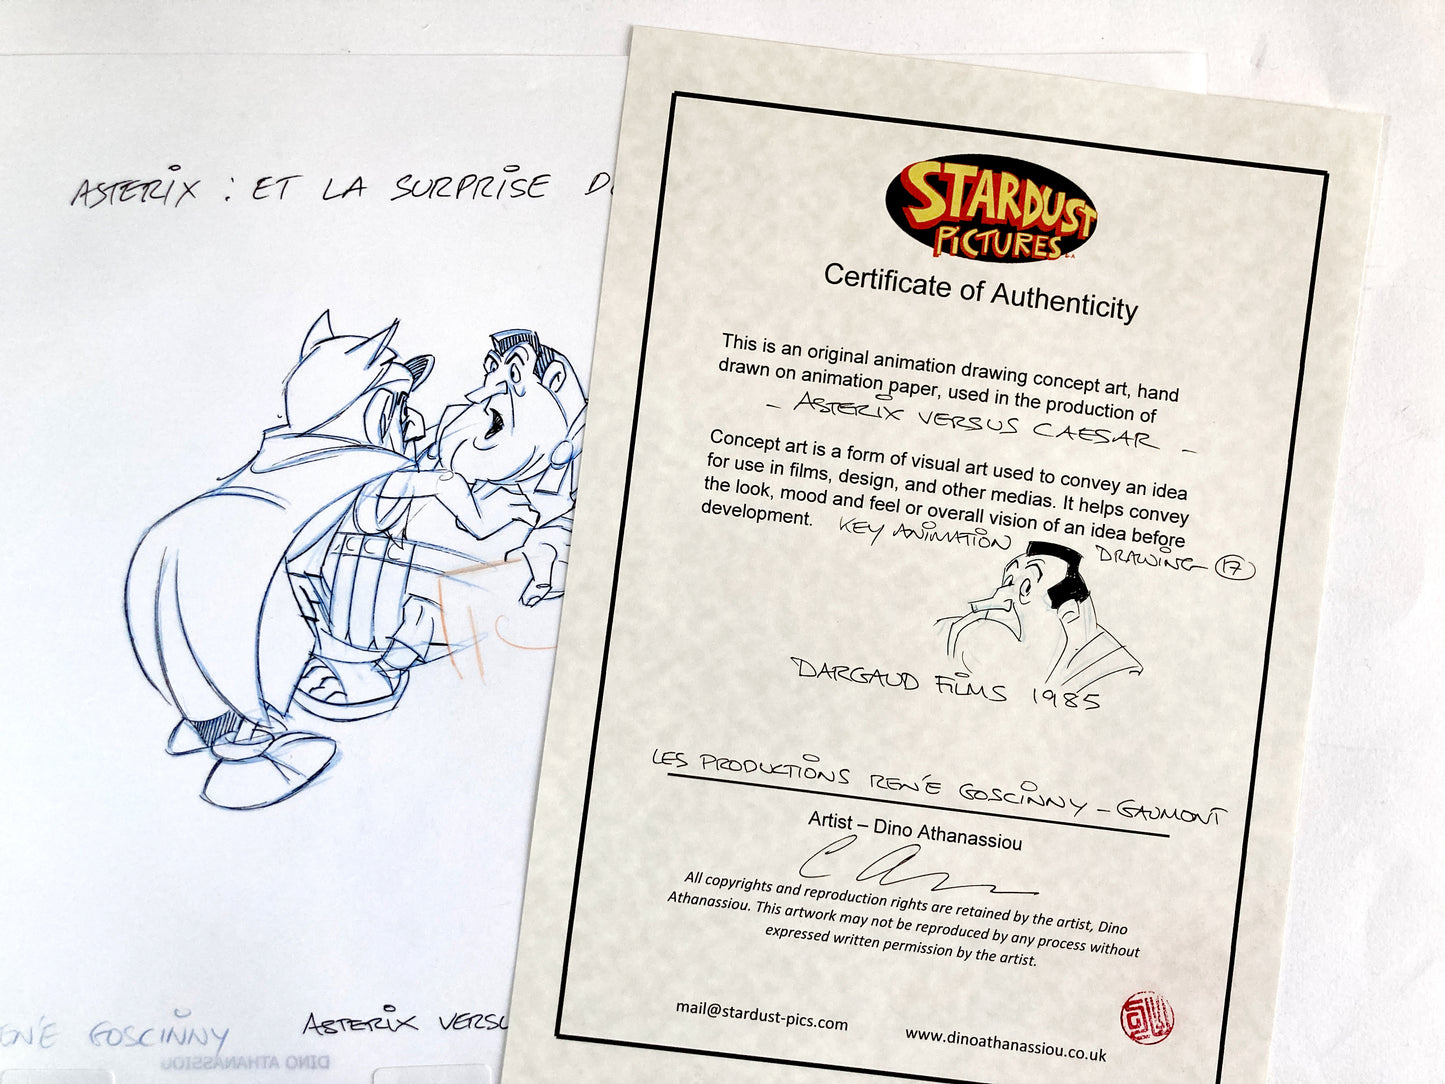 ASTERIX : ET LA SURPRISE D
STARDUST
PICTURES
Certificate of Authenticity
This is an original animation drawing concept art, hand
drawn on animation paper, used in the production of
- ASTERIX VERSUS CAESAR -
Concept art is a form of visual art used to convey an idea
for use in films, design, and other medias. It helps convey
the look, mood and feel or overall vision of an idea before
development. KEY ANIMATION DRAWING 17
DARGAUD FILMS 1985
LES PRODUCTIONS RENÉ GOSCINNY - GAUMONT
Artist – Dino Athanassiou
All copyrights and reproduction rights are retained by the artist, Dino
Athanassiou. This artwork may not be reproduced by any process without
expressed written permission by the artist.
mail@stardust-pics.com
www.dinoathanassiou.co.uk
ENÉ GOSCINNY
ASTERIX VERSU
DINO ATHANASSIOU